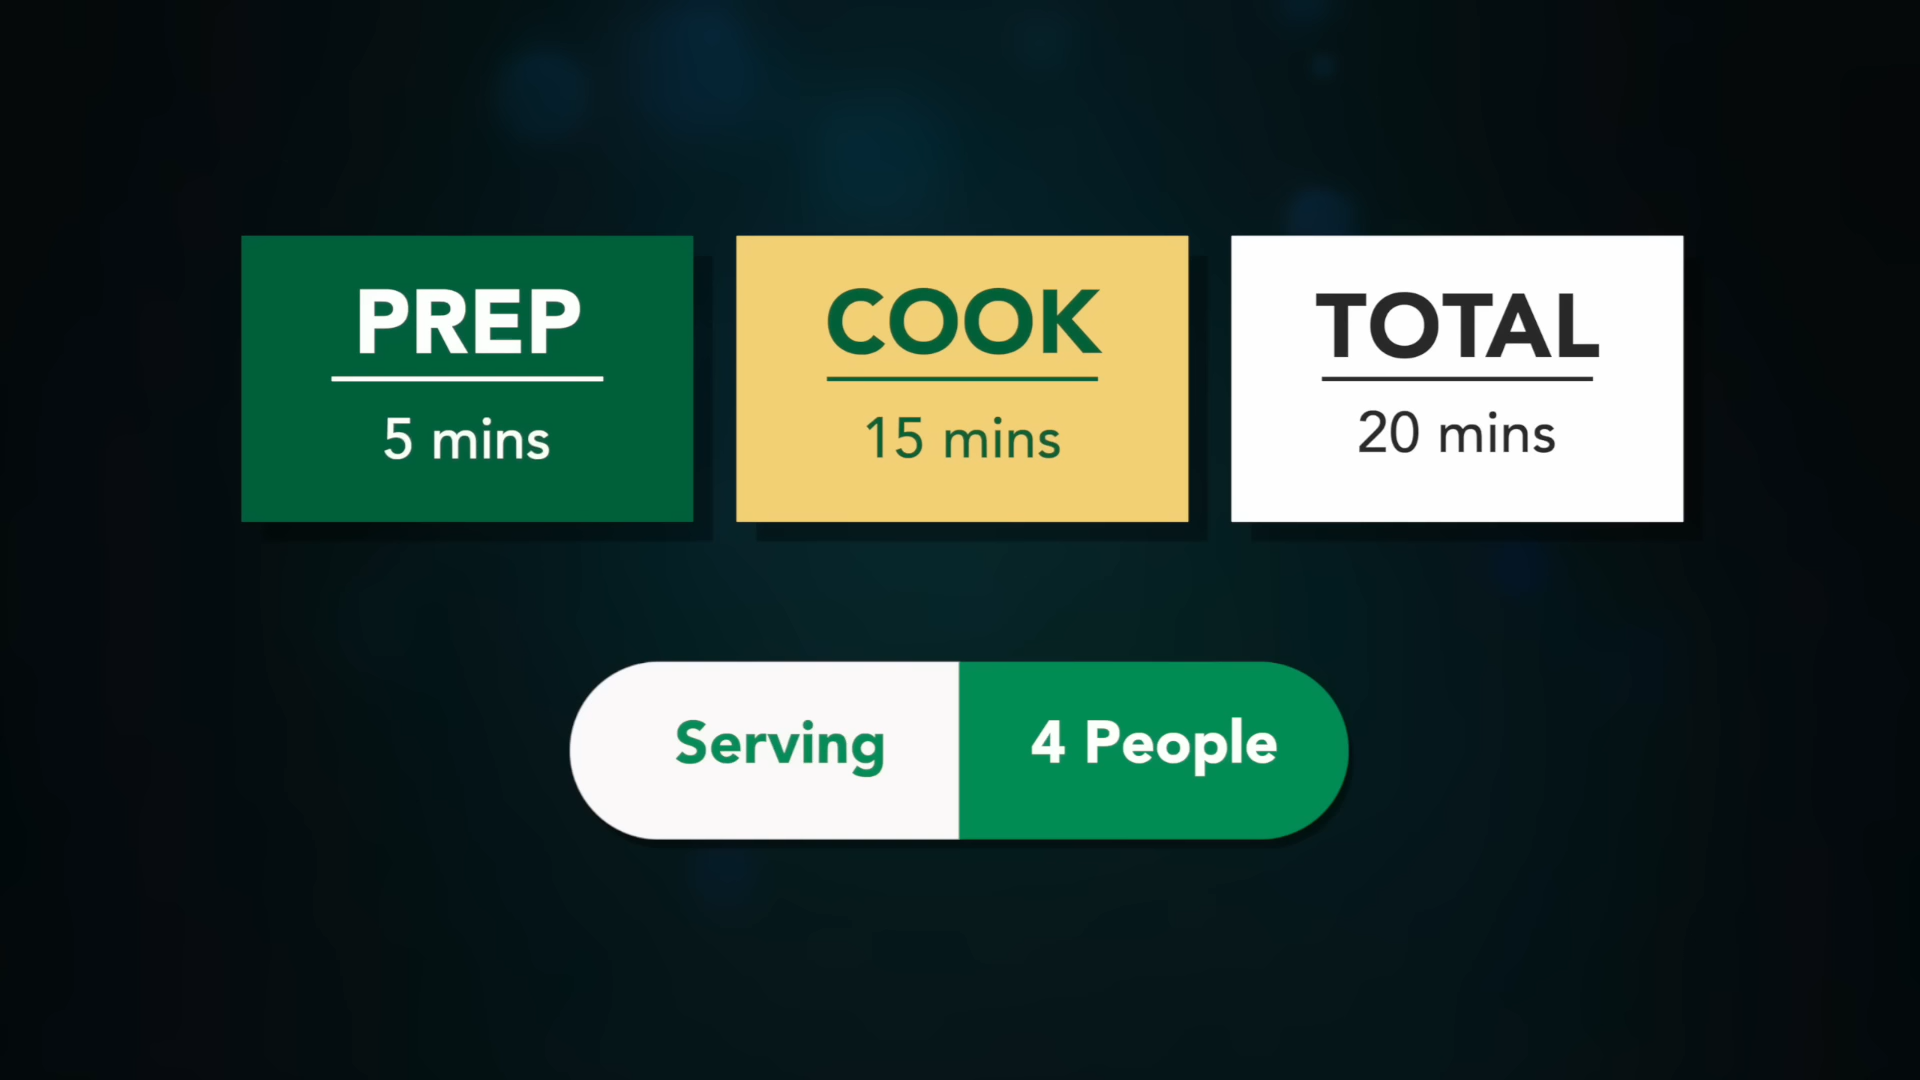 PREP
5 mins
COOK
15 mins
TOTAL
20 mins
Serving
4 People